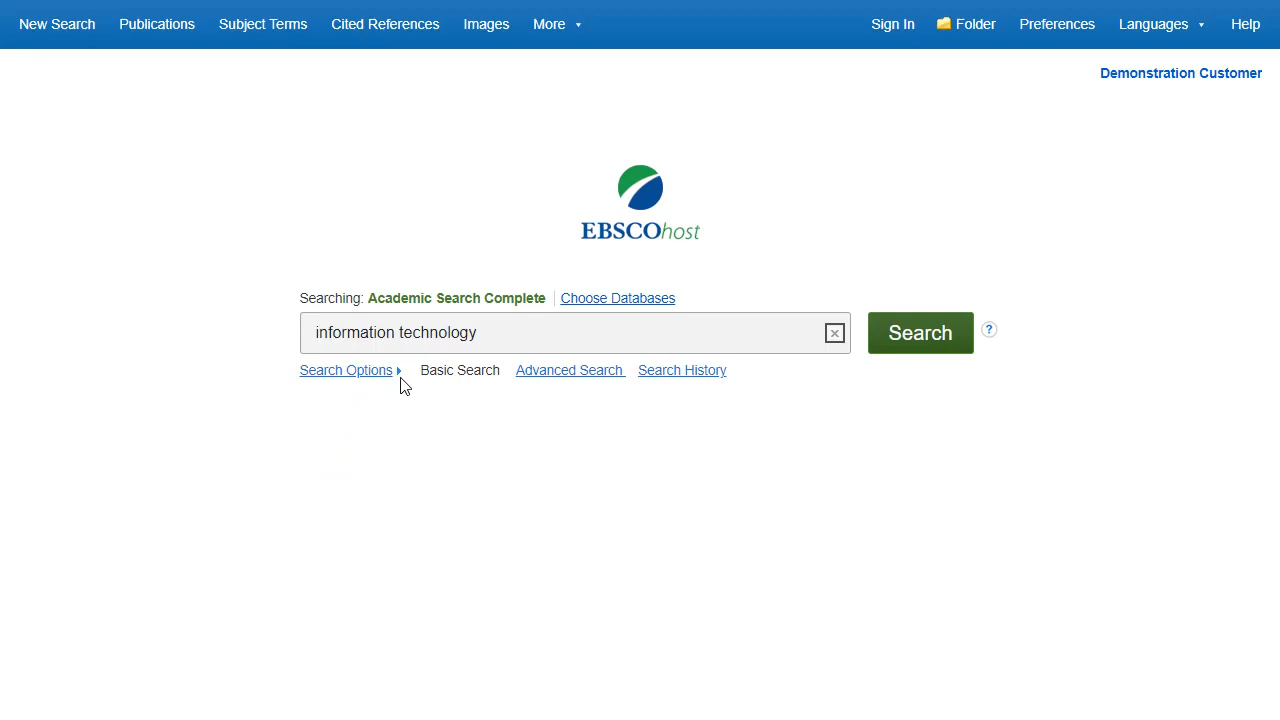 New Search Publications Subject Terms Cited References Images More Sign In Folder Preferences Languages Help
Demonstration Customer
EBSCOhost
Searching: Academic Search Complete Choose Databases
information technology Search ?
Search Options Basic Search Advanced Search Search History